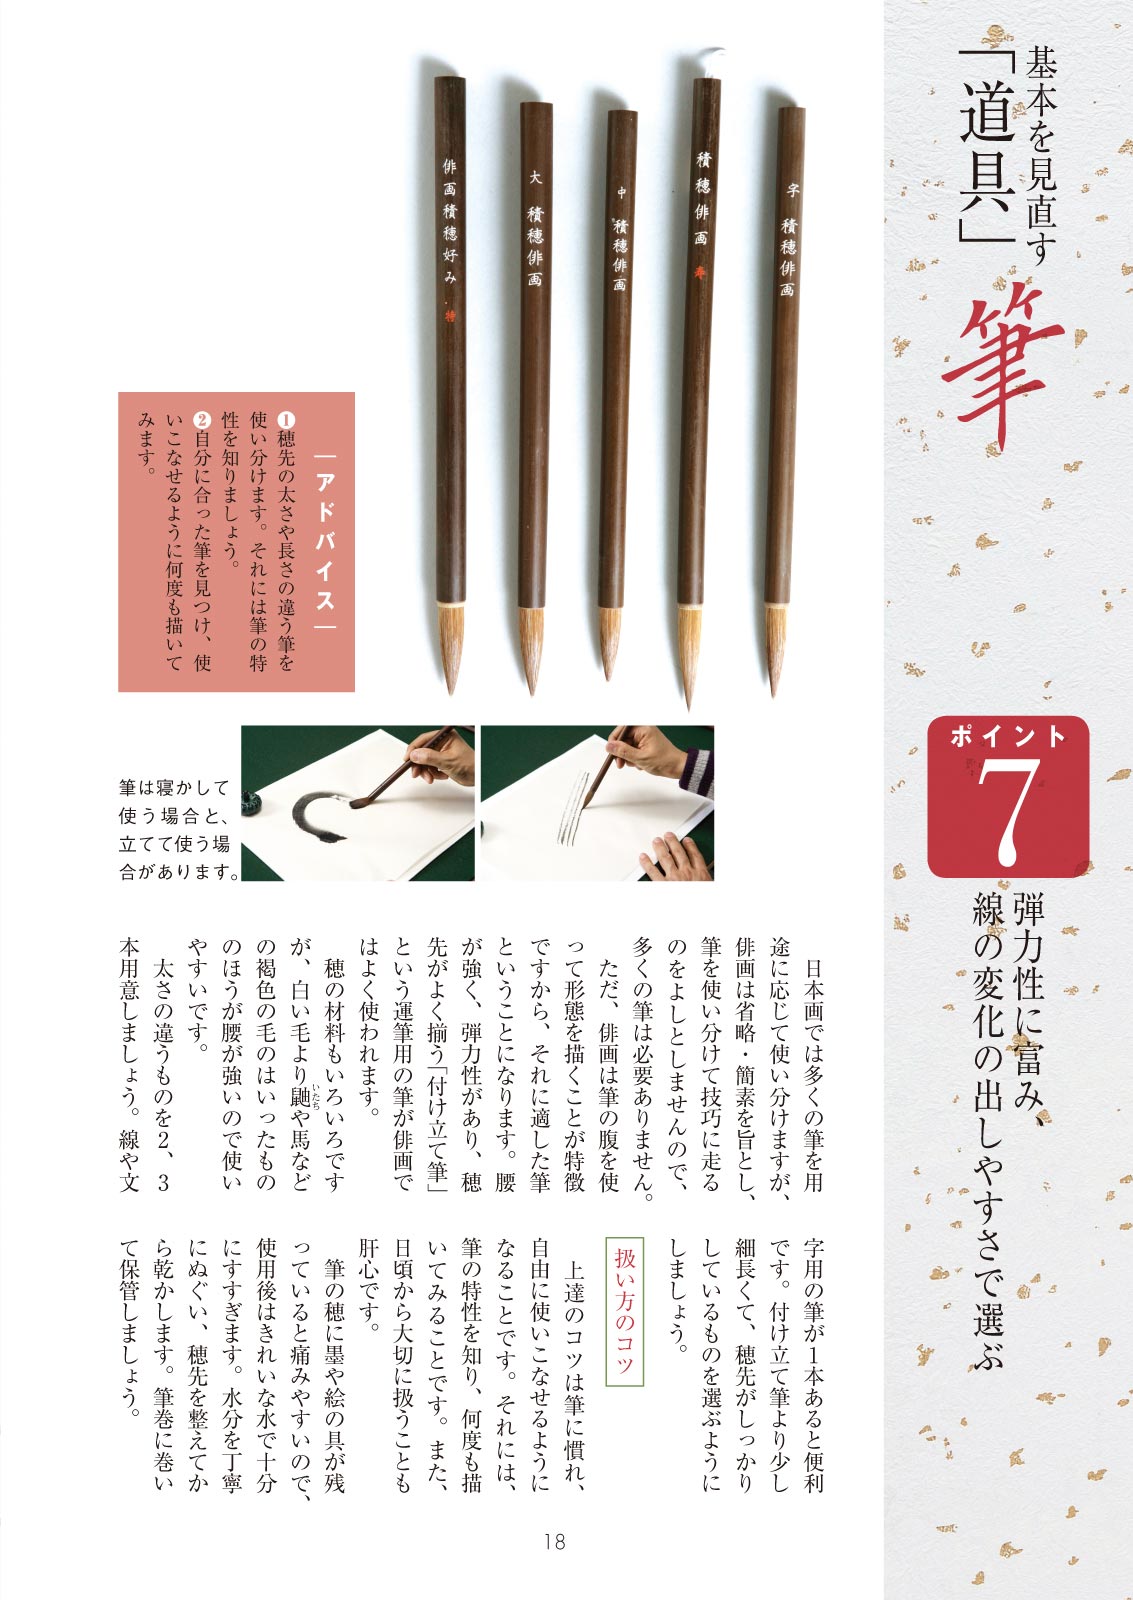 基本を見直す
「道具」筆
ポイント
7
弾力性に富み、
線の変化の出しやすさで選ぶ
字 積穂俳画
積穂俳画 寿
中 積穂俳画
大 積穂俳画
俳画積穂好み 特
アドバイス
❶穂先の太さや長さの違う筆を
使い分けます。それには筆の特
性を知りましょう。
❷自分に合った筆を見つけ、使
いこなせるように何度も描いて
みます。
筆は寝かして
使う場合と、
立てて使う場
合があります。
日本画では多くの筆を用
途に応じて使い分けますが、
俳画は省略・簡素を旨とし、
筆を使い分けて技巧に走る
のをよしとしませんので、
多くの筆は必要ありません。
ただ、俳画は筆の腹を使
って形態を描くことが特徴
ですから、それに適した筆
ということになります。腰
が強く、弾力性があり、穂
先がよく揃う「付け立て筆」
という運筆用の筆が俳画で
はよく使われます。
穂の材料もいろいろです
が、白い毛より鼬や馬など
いたち
の褐色の毛のはいったもの
のほうが腰が強いので使い
やすいです。
太さの違うものを2、3
本用意しましょう。線や文
字用の筆が1本あると便利
です。付け立て筆より少し
細長くて、穂先がしっかり
しているものを選ぶように
しましょう。
扱い方のコツ
上達のコツは筆に慣れ、
自由に使いこなせるように
なることです。それには、
筆の特性を知り、何度も描
いてみることです。また、
日頃から大切に扱うことも
肝心です。
筆の穂に墨や絵の具が残
っていると痛みやすいので、
使用後はきれいな水で十分
にすすぎます。水分を丁寧
にぬぐい、穂先を整えてか
ら乾かします。筆巻に巻い
て保管しましょう。
18